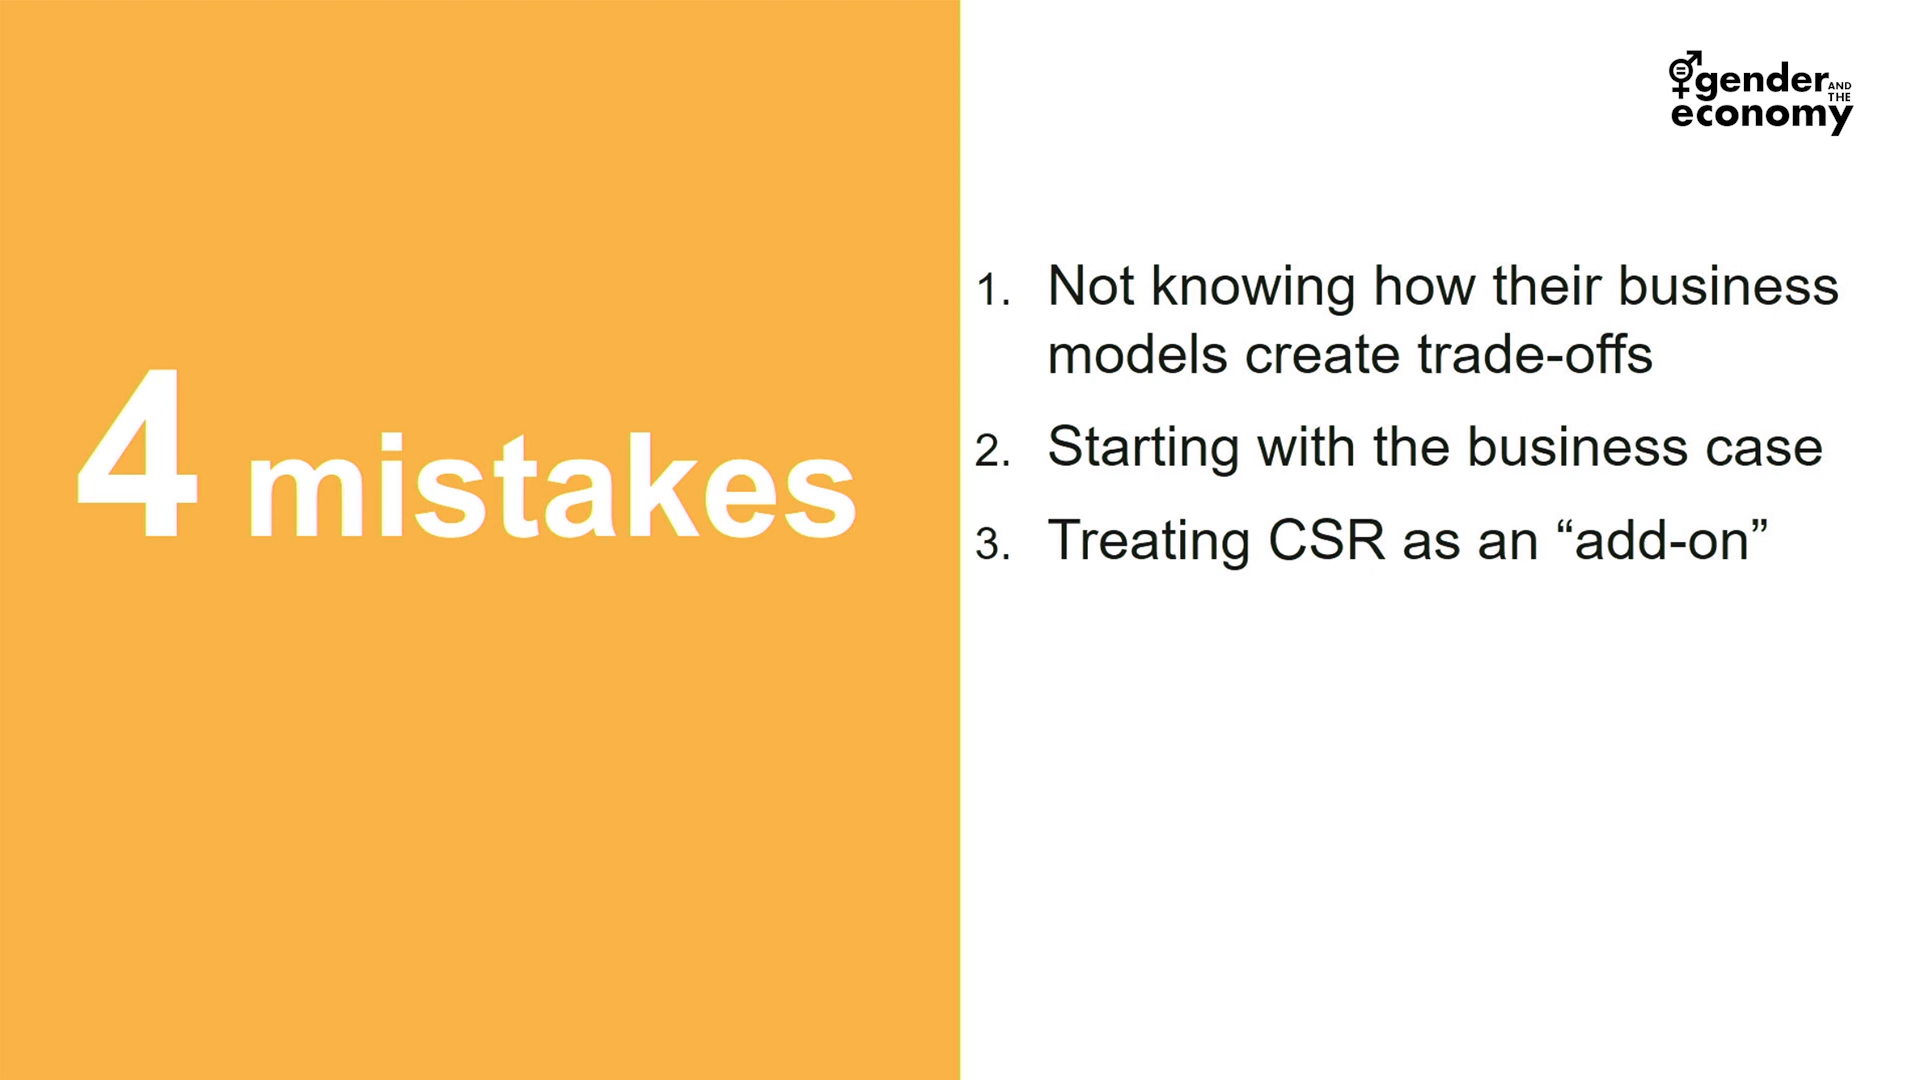 gender AND THE
economy
4 mistakes
1. Not knowing how their business
models create trade-offs
2. Starting with the business case
3. Treating CSR as an “add-on”